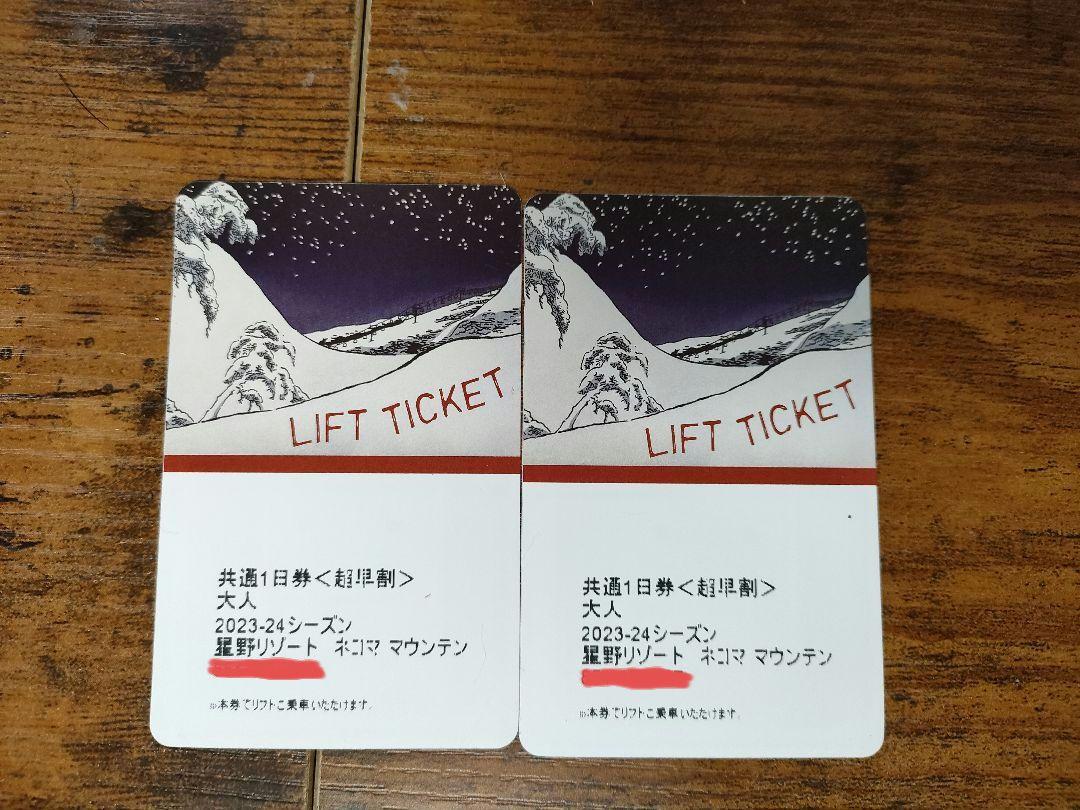 LIFT TICKET
共通1日券<超早割>
大人
2023-24シーズン
星野リゾート ネコマ マウンテン
※本券でリフトご乗車いただけます。
LIFT TICKET
共通1日券<超早割>
大人
2023-24シーズン
星野リゾート ネコマ マウンテン
※本券でリフトご乗車いただけます。